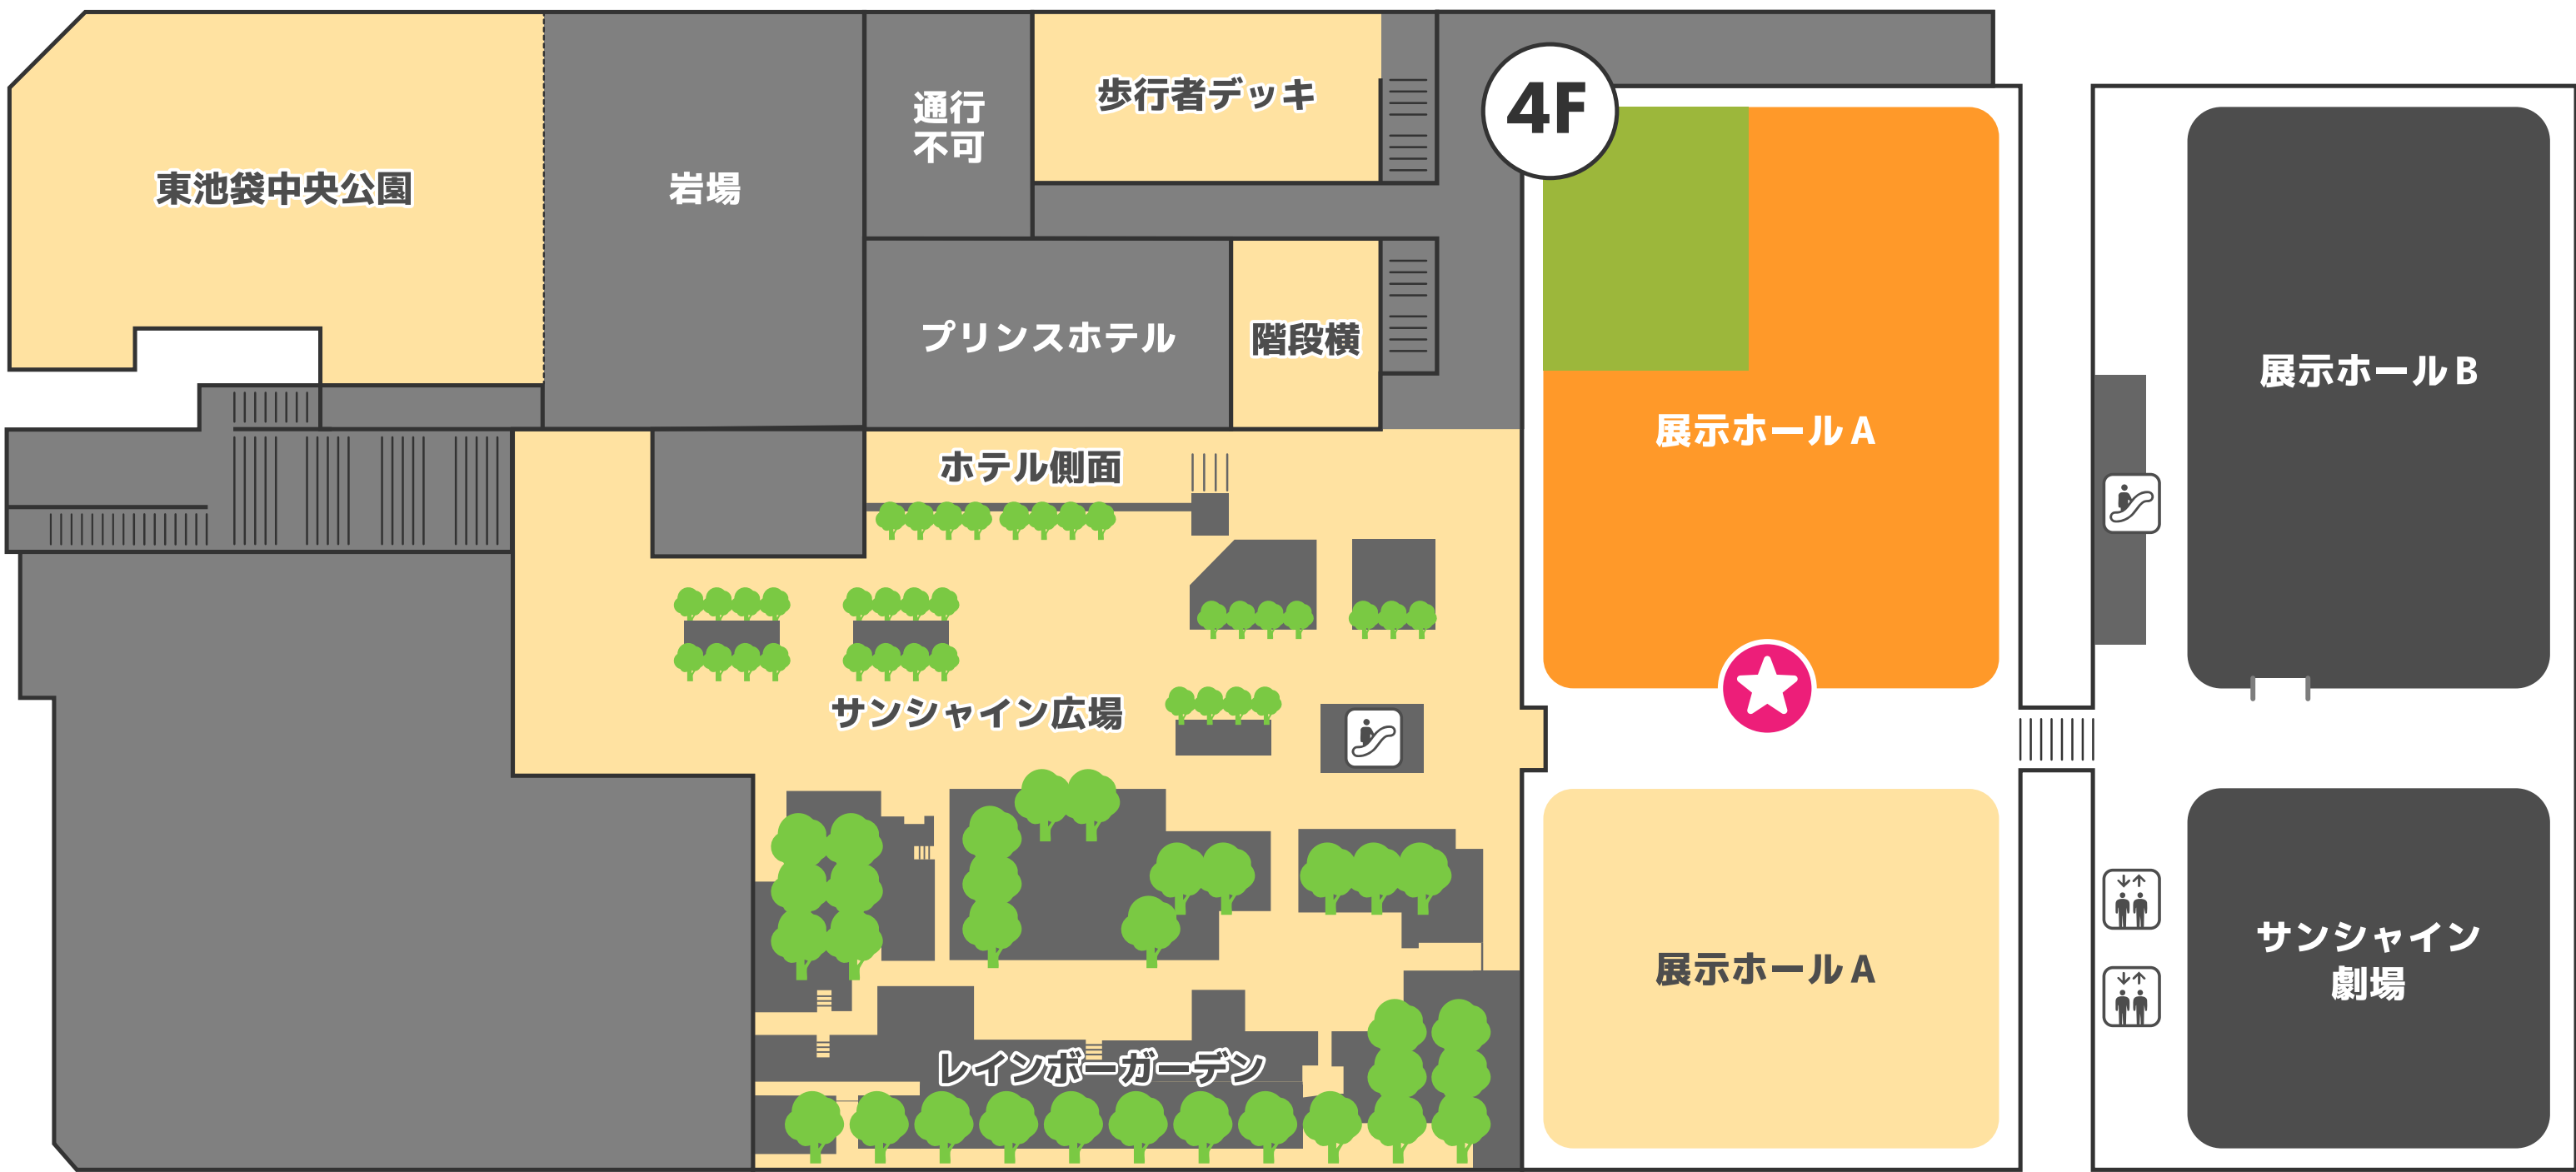 歩行者デッキ
4F
通行
不可
東池袋中央公園
岩場
プリンスホテル
階段横
展示ホールB
展示ホールA
ホテル側面
サンシャイン広場
サンシャイン
劇場
展示ホールA
レインボーガーデン